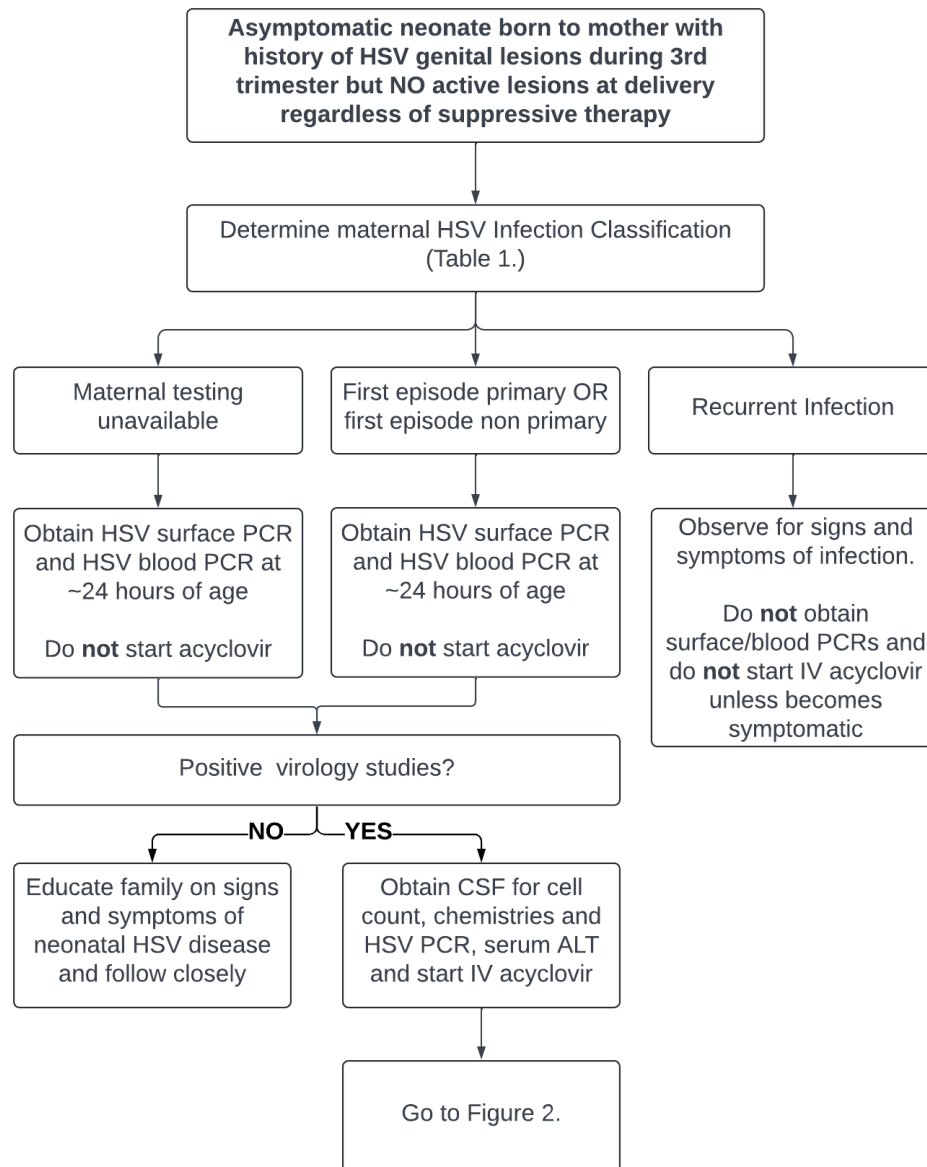 Asymptomatic neonate born to mother with
history of HSV genital lesions during 3rd
trimester but NO active lesions at delivery
regardless of suppressive therapy
Determine maternal HSV Infection Classification
(Table 1.)
Maternal testing
unavailable
First episode primary OR
first episode non primary
Recurrent Infection
Obtain HSV surface PCR
and HSV blood PCR at
~24 hours of age
Do not start acyclovir
Obtain HSV surface PCR
and HSV blood PCR at
~24 hours of age
Do not start acyclovir
Observe for signs and
symptoms of infection.
Do not obtain
surface/blood PCRs and
do not start IV acyclovir
unless becomes
symptomatic
Positive virology studies?
NO
YES
Educate family on signs
and symptoms of
neonatal HSV disease
and follow closely
Obtain CSF for cell
count, chemistries and
HSV PCR, serum ALT
and start IV acyclovir
Go to Figure 2.